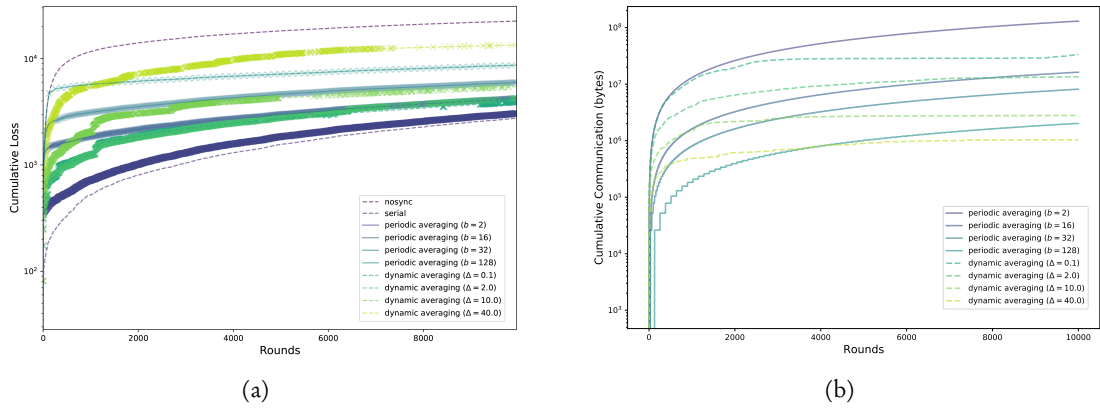 10⁴
10³
10²
Cumulative Loss
nosync
serial
periodic averaging (b = 2)
periodic averaging (b = 16)
periodic averaging (b = 32)
periodic averaging (b = 128)
dynamic averaging (Δ = 0.1)
dynamic averaging (Δ = 2.0)
dynamic averaging (Δ = 10.0)
dynamic averaging (Δ = 40.0)
0 2000 4000 6000 8000
Rounds
(a)
10⁸
10⁷
10⁶
10⁵
10⁴
10³
Cumulative Communication (bytes)
periodic averaging (b = 2)
periodic averaging (b = 16)
periodic averaging (b = 32)
periodic averaging (b = 128)
dynamic averaging (Δ = 0.1)
dynamic averaging (Δ = 2.0)
dynamic averaging (Δ = 10.0)
dynamic averaging (Δ = 40.0)
0 2000 4000 6000 8000 10000
Rounds
(b)